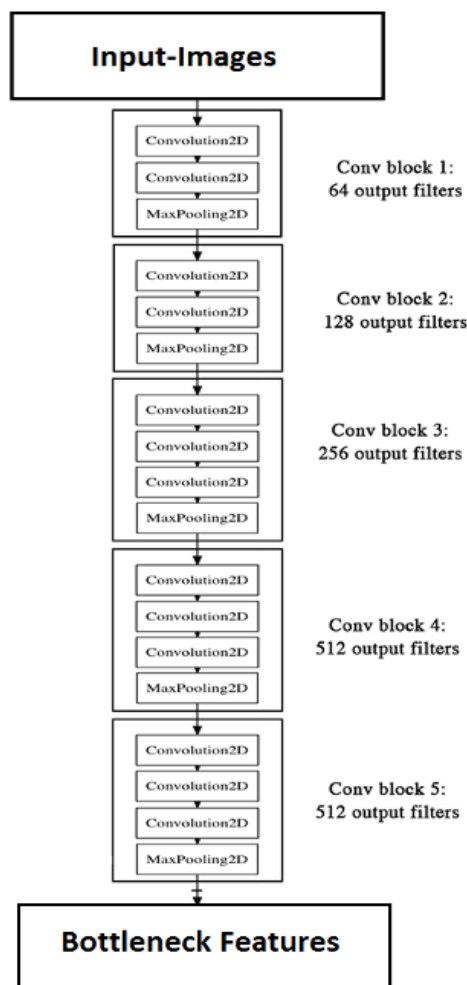 Input-Images
Convolution2D
Convolution2D
MaxPooling2D
Conv block 1:
64 output filters
Convolution2D
Convolution2D
MaxPooling2D
Conv block 2:
128 output filters
Convolution2D
Convolution2D
Convolution2D
MaxPooling2D
Conv block 3:
256 output filters
Convolution2D
Convolution2D
Convolution2D
MaxPooling2D
Conv block 4:
512 output filters
Convolution2D
Convolution2D
Convolution2D
MaxPooling2D
Conv block 5:
512 output filters
Bottleneck Features